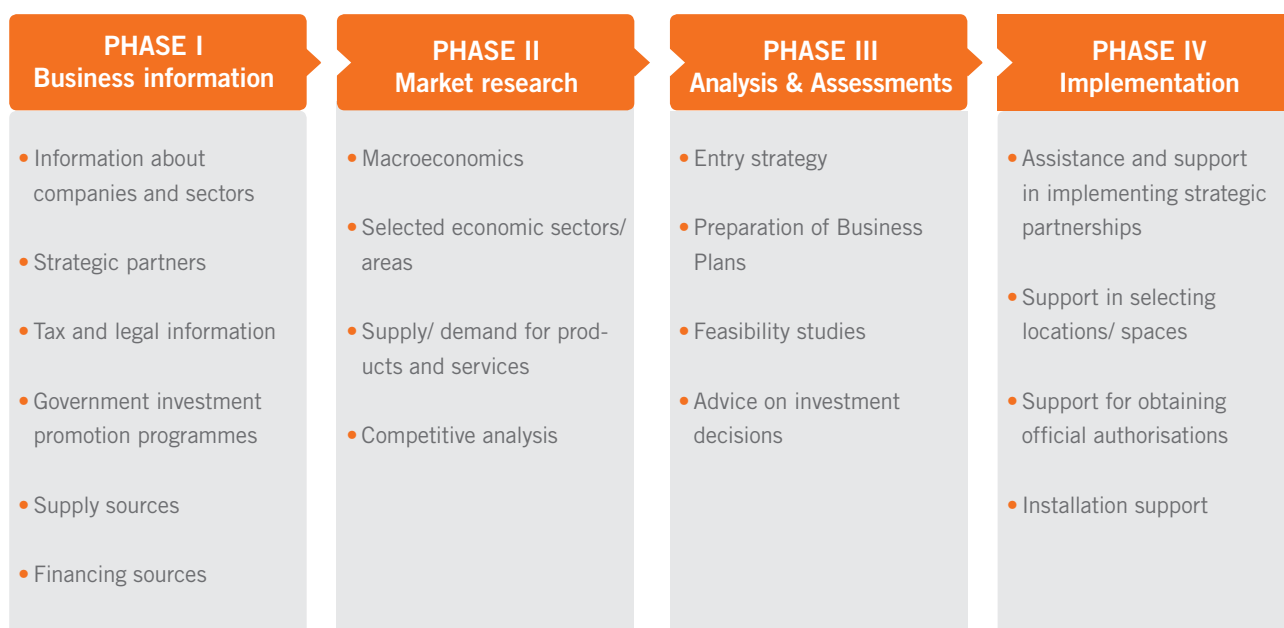 PHASE I
Business information
• Information about
companies and sectors
• Strategic partners
• Tax and legal information
• Government investment
promotion programmes
• Supply sources
• Financing sources
PHASE II
Market research
• Macroeconomics
• Selected economic sectors/
areas
• Supply/ demand for prod-
ucts and services
• Competitive analysis
PHASE III
Analysis & Assessments
• Entry strategy
• Preparation of Business
Plans
• Feasibility studies
• Advice on investment
decisions
PHASE IV
Implementation
• Assistance and support
in implementing strategic
partnerships
• Support in selecting
locations/ spaces
• Support for obtaining
official authorisations
• Installation support